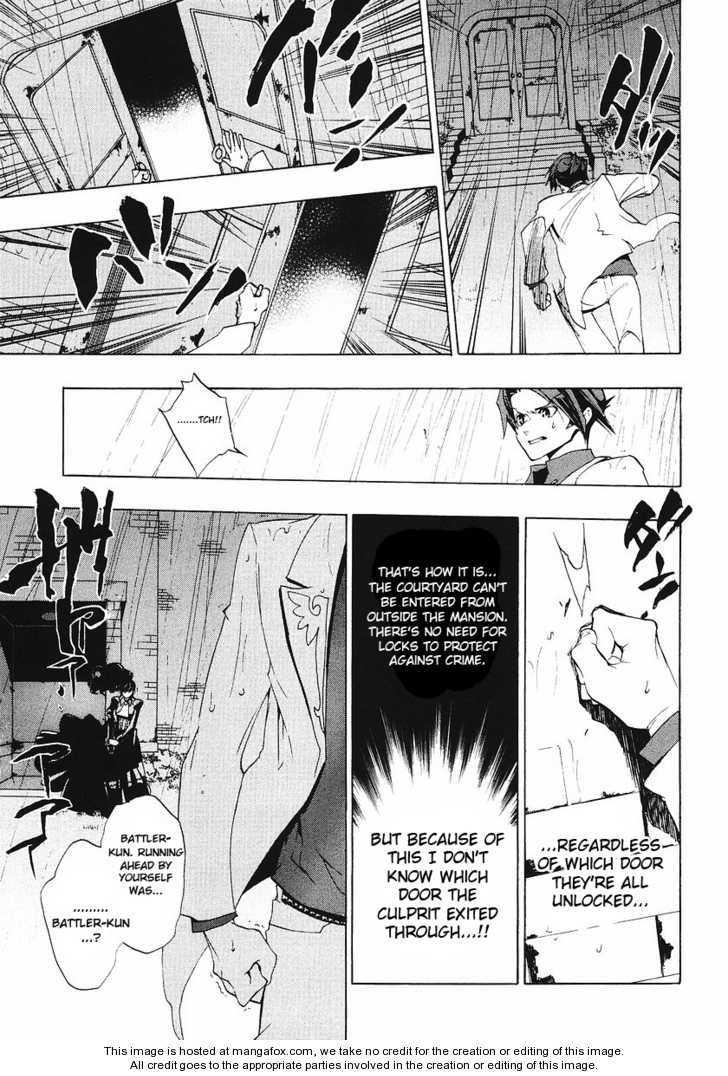 ダダッ
.......TCH!!
...REGARDLESS
OF WHICH DOOR
THEY'RE ALL
UNLOCKED...
THAT'S HOW IT IS...
THE COURTYARD CAN'T
BE ENTERED FROM
OUTSIDE THE MANSION.
THERE'S NO NEED FOR
LOCKS TO PROTECT
AGAINST CRIME.
BUT BECAUSE OF
THIS I DON'T
KNOW WHICH
DOOR THE
CULPRIT EXITED
THROUGH...!!
BATTLER-
KUN. RUNNING
AHEAD BY
YOURSELF
WAS...
.........
BATTLER-KUN
...?
This image is hosted at mangafox.com, we take no credit for the creation or editing of this image.
All credit goes to the appropriate parties involved in the creation or editing of this image.